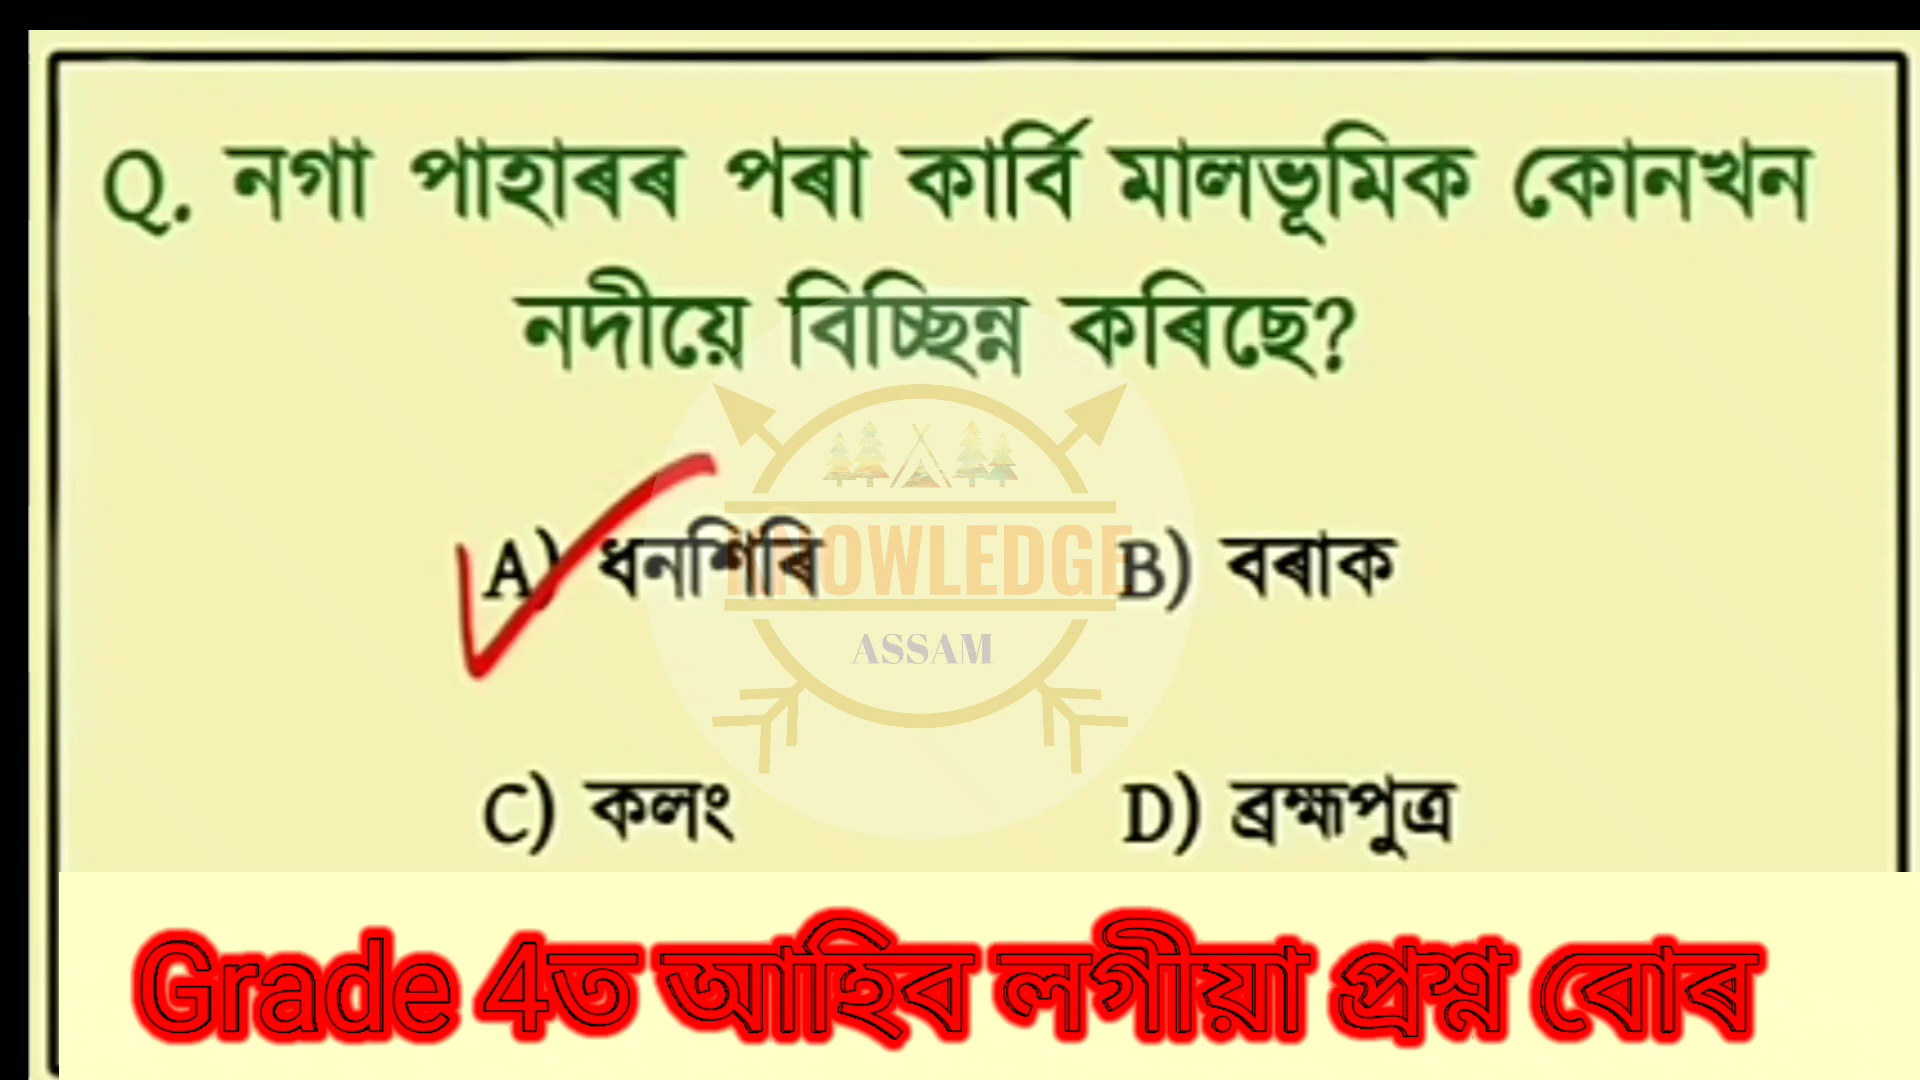 Q. নগা পাহাৰৰ পৰা কাৰ্বি মালভূমিক কোনখন
নদীয়ে বিচ্ছিন্ন কৰিছে?
A) ধনশিৰি
B) বৰাক
KNOWLEDGE
ASSAM
C) কলং
D) ব্ৰহ্মপুত্ৰ
Grade 4ত আহিব লগীয়া প্ৰশ্ন বোৰ